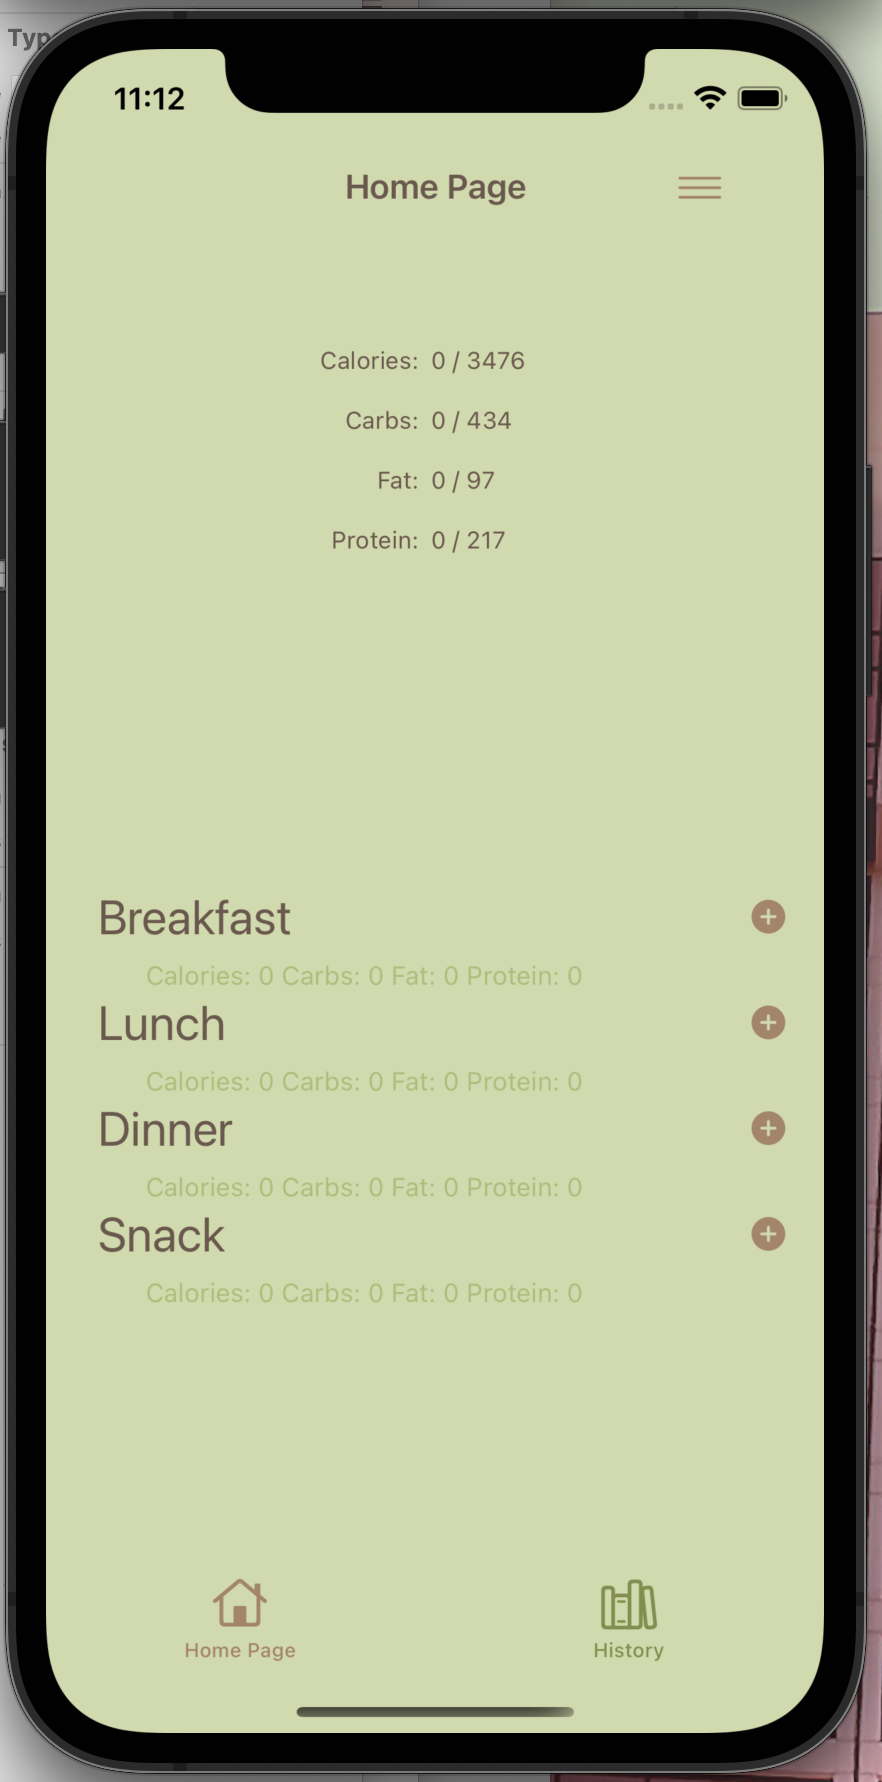 Typ
11:12
Home Page
Calories: 0 / 3476
Carbs: 0 / 434
Fat: 0 / 97
Protein: 0 / 217
Breakfast
Calories: 0 Carbs: 0 Fat: 0 Protein: 0
Lunch
Calories: 0 Carbs: 0 Fat: 0 Protein: 0
Dinner
Calories: 0 Carbs: 0 Fat: 0 Protein: 0
Snack
Calories: 0 Carbs: 0 Fat: 0 Protein: 0
Home Page
History